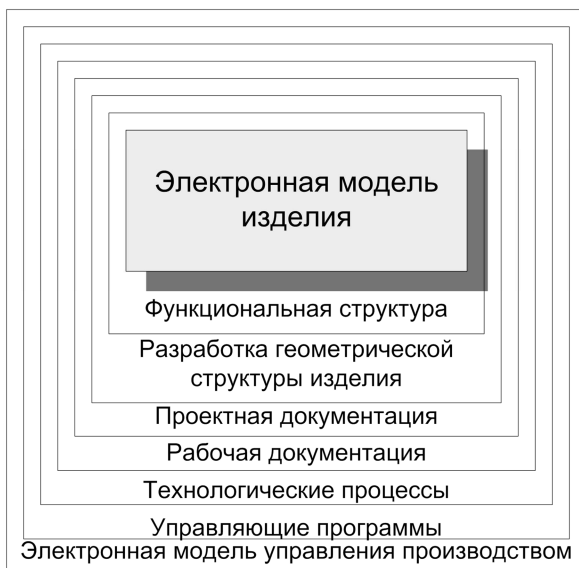 Электронная модель
изделия
Функциональная структура
Разработка геометрической
структуры изделия
Проектная документация
Рабочая документация
Технологические процессы
Управляющие программы
Электронная модель управления производством